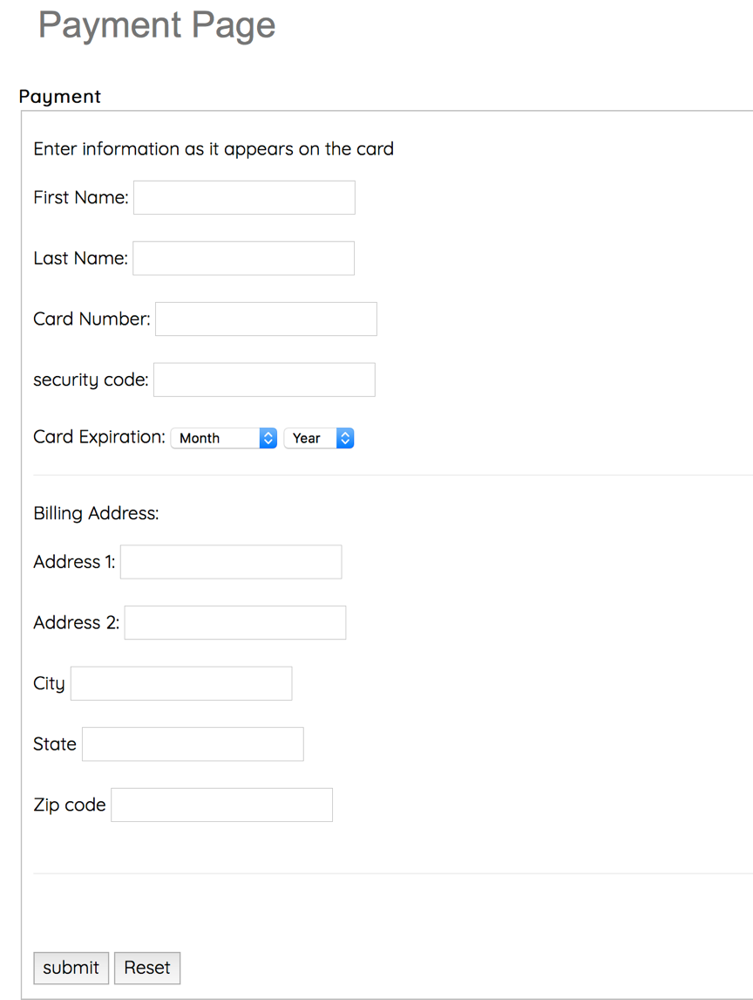 Payment Page
Payment
Enter information as it appears on the card
First Name:
Last Name:
Card Number:
security code:
Card Expiration: Month Year
Billing Address:
Address 1:
Address 2:
City
State
Zip code
submit Reset